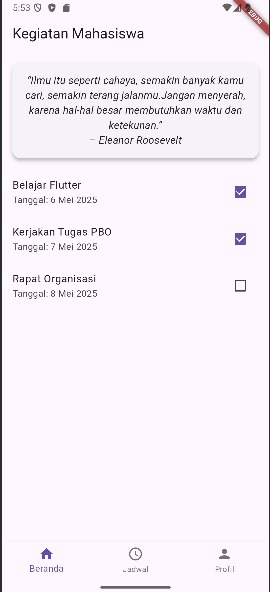 5:53
DEBUG
Kegiatan Mahasiswa
"Ilmu itu seperti cahaya, semakin banyak kamu
cari, semakin terang jalanmu.Jangan menyerah,
karena hal-hal besar membutuhkan waktu dan
ketekunan."
– Eleanor Roosevelt
Belajar Flutter
Tanggal: 6 Mei 2025
Kerjakan Tugas PBO
Tanggal: 7 Mei 2025
Rapat Organisasi
Tanggal: 8 Mei 2025
Beranda
Jadwal
Profil